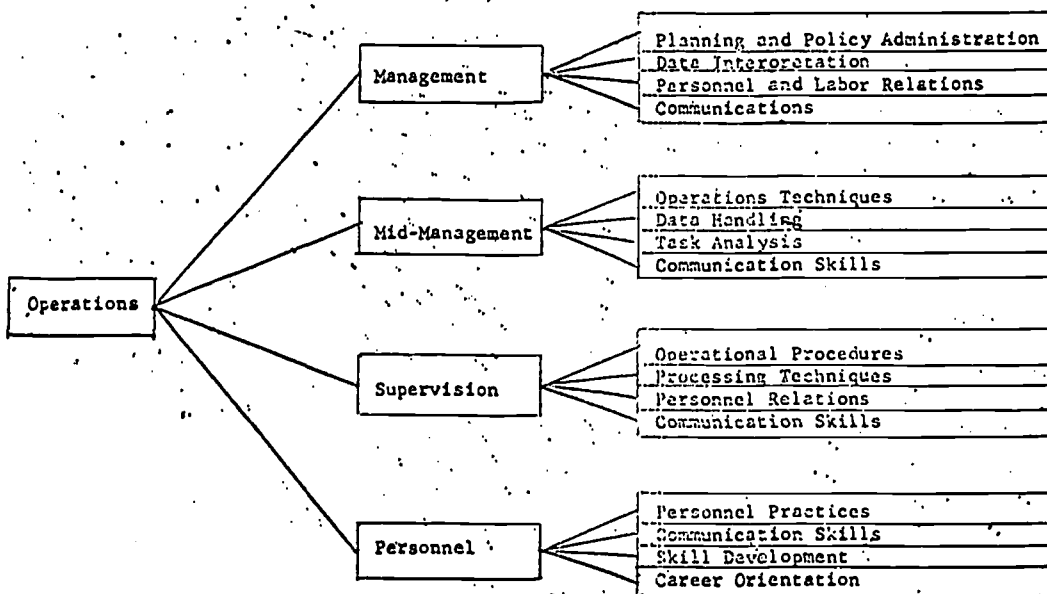 Management
Planning and Policy Administration
Data Interpretation
Personnel and Labor Relations
Communications
Mid-Management
Operations Techniques
Data Handling
Task Analysis
Communication Skills
Operations
Supervision
Operational Procedures
Processing Techniques
Personnel Relations
Communication Skills
Personnel
Personnel Practices
Communication Skills
Skill Development
Career Orientation